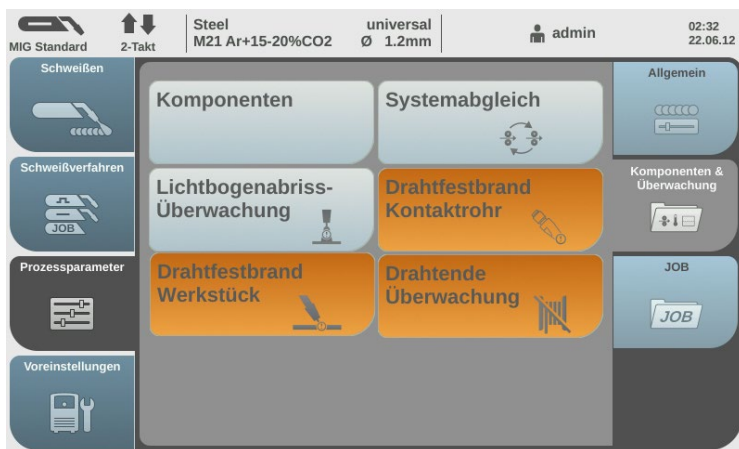 MIG Standard
2-Takt
Steel universal
M21 Ar+15-20%CO2 Ø 1.2mm
admin
02:32
22.06.12
Schweißen
Schweißverfahren
JOB
Prozessparameter
Voreinstellungen
Komponenten
Systemabgleich
Lichtbogenabriss-
Überwachung
Drahtfestbrand
Kontaktrohr
Drahtfestbrand
Werkstück
Drahtende
Überwachung
Allgemein
Komponenten &
Überwachung
JOB
JOB